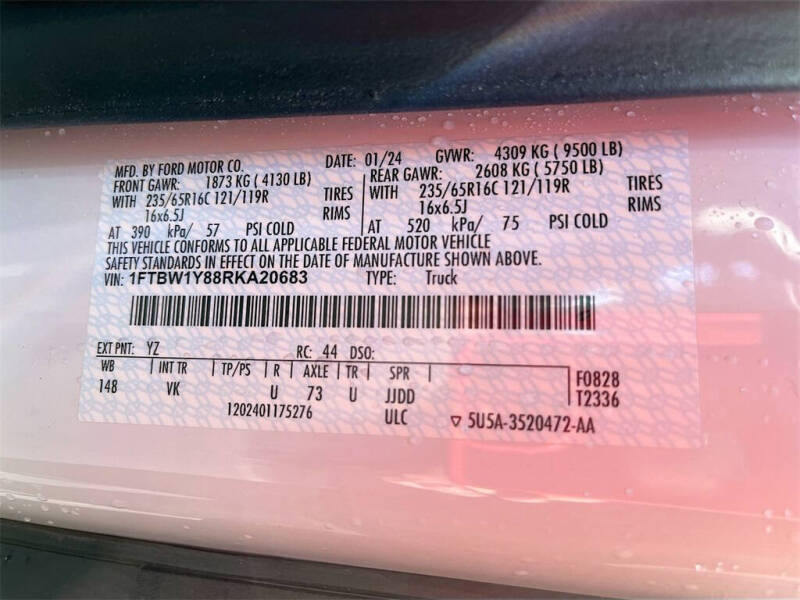 MFD. BY FORD MOTOR CO. DATE: 01/24 GVWR: 4309 KG ( 9500 LB)
FRONT GAWR: 1873 KG ( 4130 LB) REAR GAWR: 2608 KG ( 5750 LB)
WITH 235/65R16C 121/119R TIRES WITH 235/65R16C 121/119R TIRES
16x6.5J RIMS 16x6.5J RIMS
AT 390 kPa/ 57 PSI COLD AT 520 kPa/ 75 PSI COLD
THIS VEHICLE CONFORMS TO ALL APPLICABLE FEDERAL MOTOR VEHICLE
SAFETY STANDARDS IN EFFECT ON THE DATE OF MANUFACTURE SHOWN ABOVE.
VIN: 1FTBW1Y88RKA20683 TYPE: Truck
EXT PNT: YZ RC: 44 DSO:
WB INT TR TP/PS R AXLE TR SPR
148 VK U 73 U JJDD
F0828
T2336
1202401175276 ULC ▽ 5U5A-3520472-AA